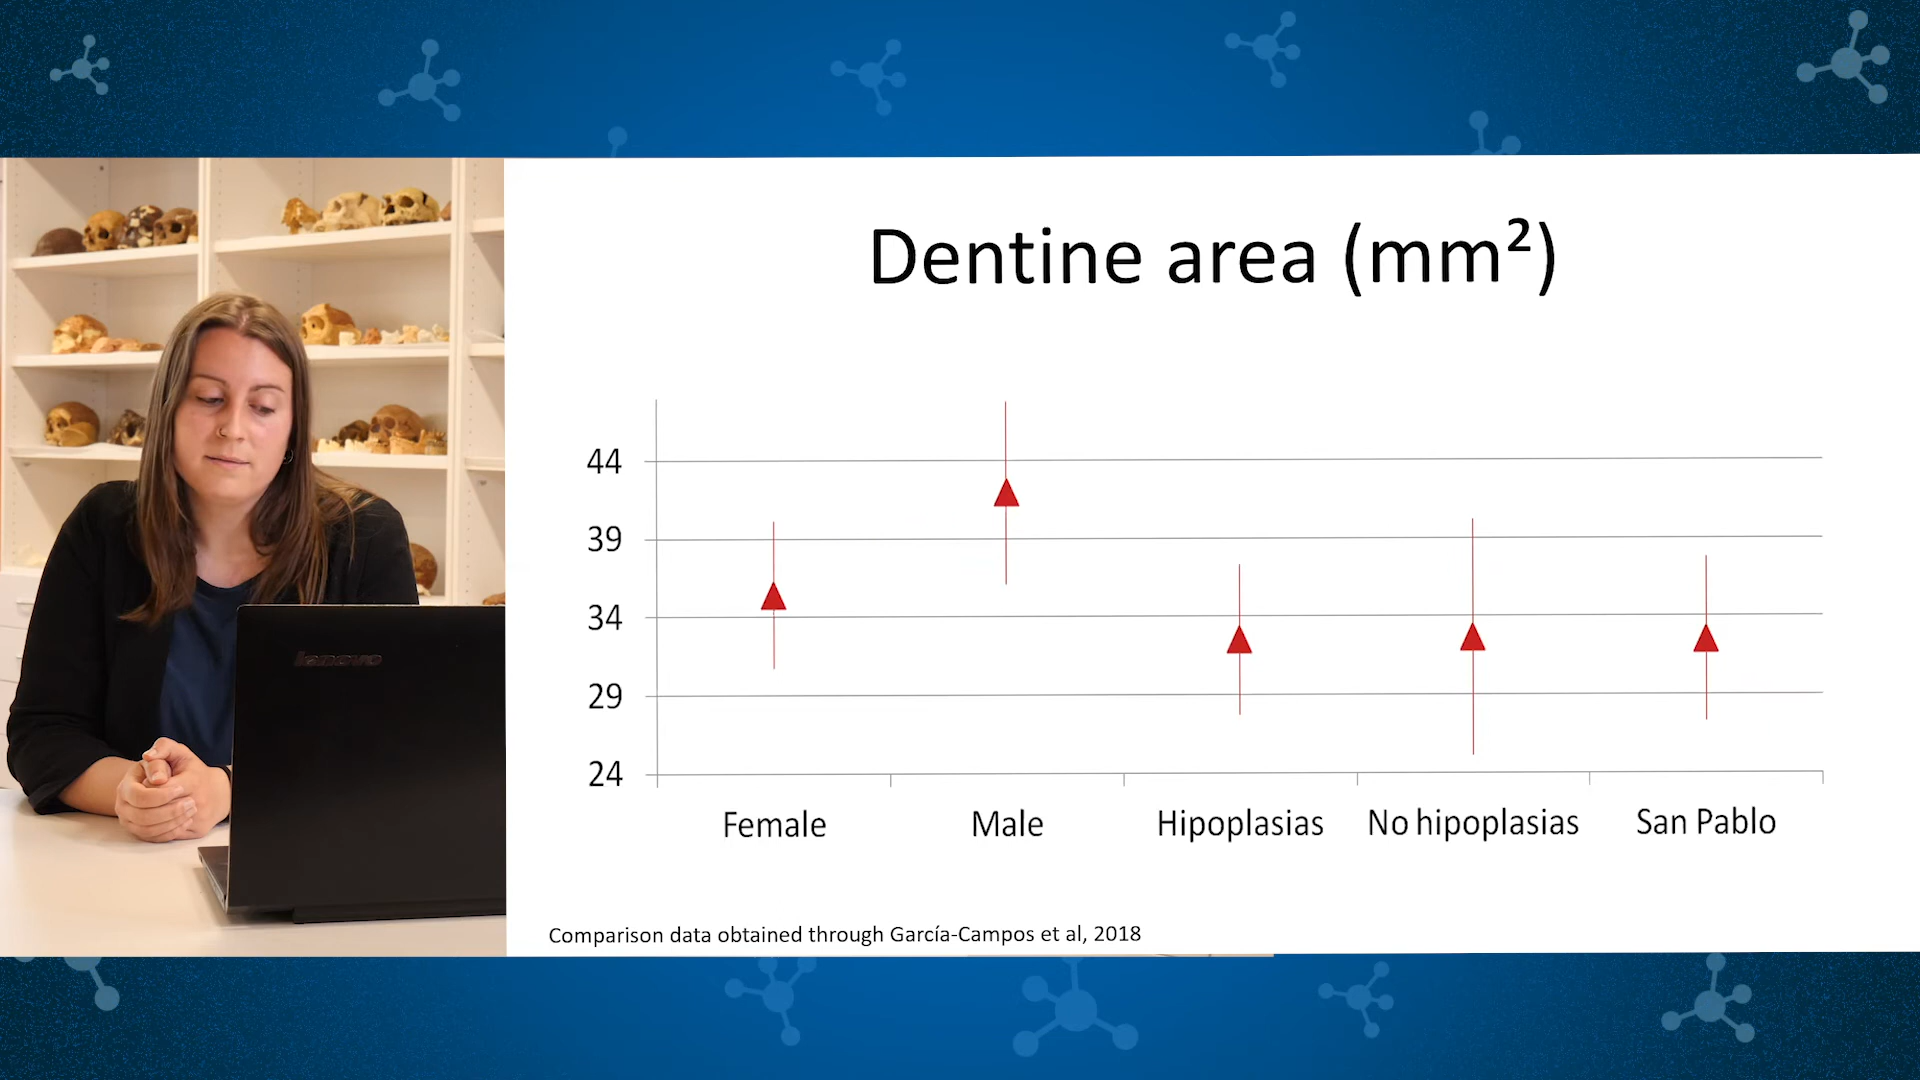 Dentine area (mm²)
44
39
34
29
24
Female Male Hipoplasias No hipoplasias San Pablo
Comparison data obtained through García-Campos et al, 2018
lenovo